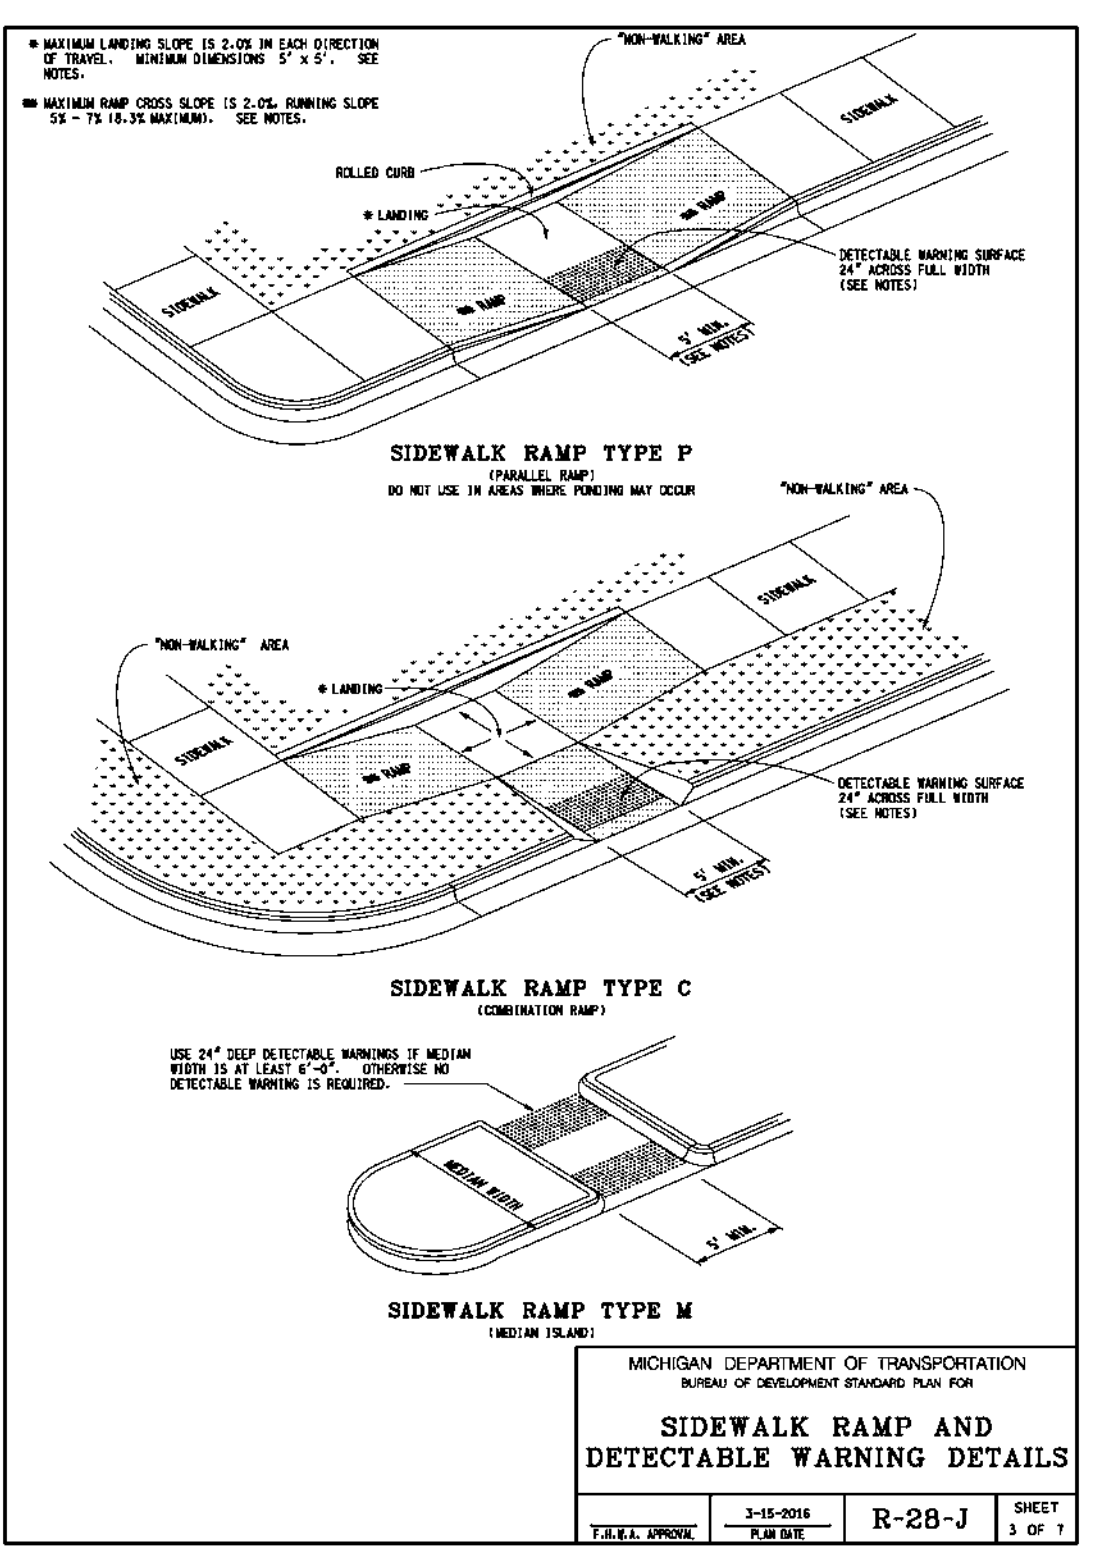 * MAXIMUM LANDING SLOPE IS 2.0% IN EACH DIRECTION
OF TRAVEL. MINIMUM DIMENSIONS 5' x 5'. SEE
NOTES.
** MAXIMUM RAMP CROSS SLOPE IS 2.0%, RUNNING SLOPE
5% - 7% (8.3% MAXIMUM). SEE NOTES.
"NON-WALKING" AREA
SIDEWALK
ROLLED CURB
* LANDING
** RAMP
DETECTABLE WARNING SURFACE
24" ACROSS FULL WIDTH
(SEE NOTES)
SIDEWALK
** RAMP
5' MIN.
(SEE NOTES)
SIDEWALK RAMP TYPE P
(PARALLEL RAMP)
DO NOT USE IN AREAS WHERE PONDING MAY OCCUR
"NON-WALKING" AREA
SIDEWALK
"NON-WALKING" AREA
* LANDING
** RAMP
SIDEWALK
** RAMP
DETECTABLE WARNING SURFACE
24" ACROSS FULL WIDTH
(SEE NOTES)
5' MIN.
(SEE NOTES)
SIDEWALK RAMP TYPE C
(COMBINATION RAMP)
USE 24" DEEP DETECTABLE WARNINGS IF MEDIAN
WIDTH IS AT LEAST 6'-0". OTHERWISE NO
DETECTABLE WARNING IS REQUIRED.
MEDIAN WIDTH
5' MIN.
SIDEWALK RAMP TYPE M
(MEDIAN ISLAND)
MICHIGAN DEPARTMENT OF TRANSPORTATION
BUREAU OF DEVELOPMENT STANDARD PLAN FOR
SIDEWALK RAMP AND
DETECTABLE WARNING DETAILS
F.H.W.A. APPROVAL
3-15-2016
PLAN DATE
R-28-J
SHEET
3 OF 7